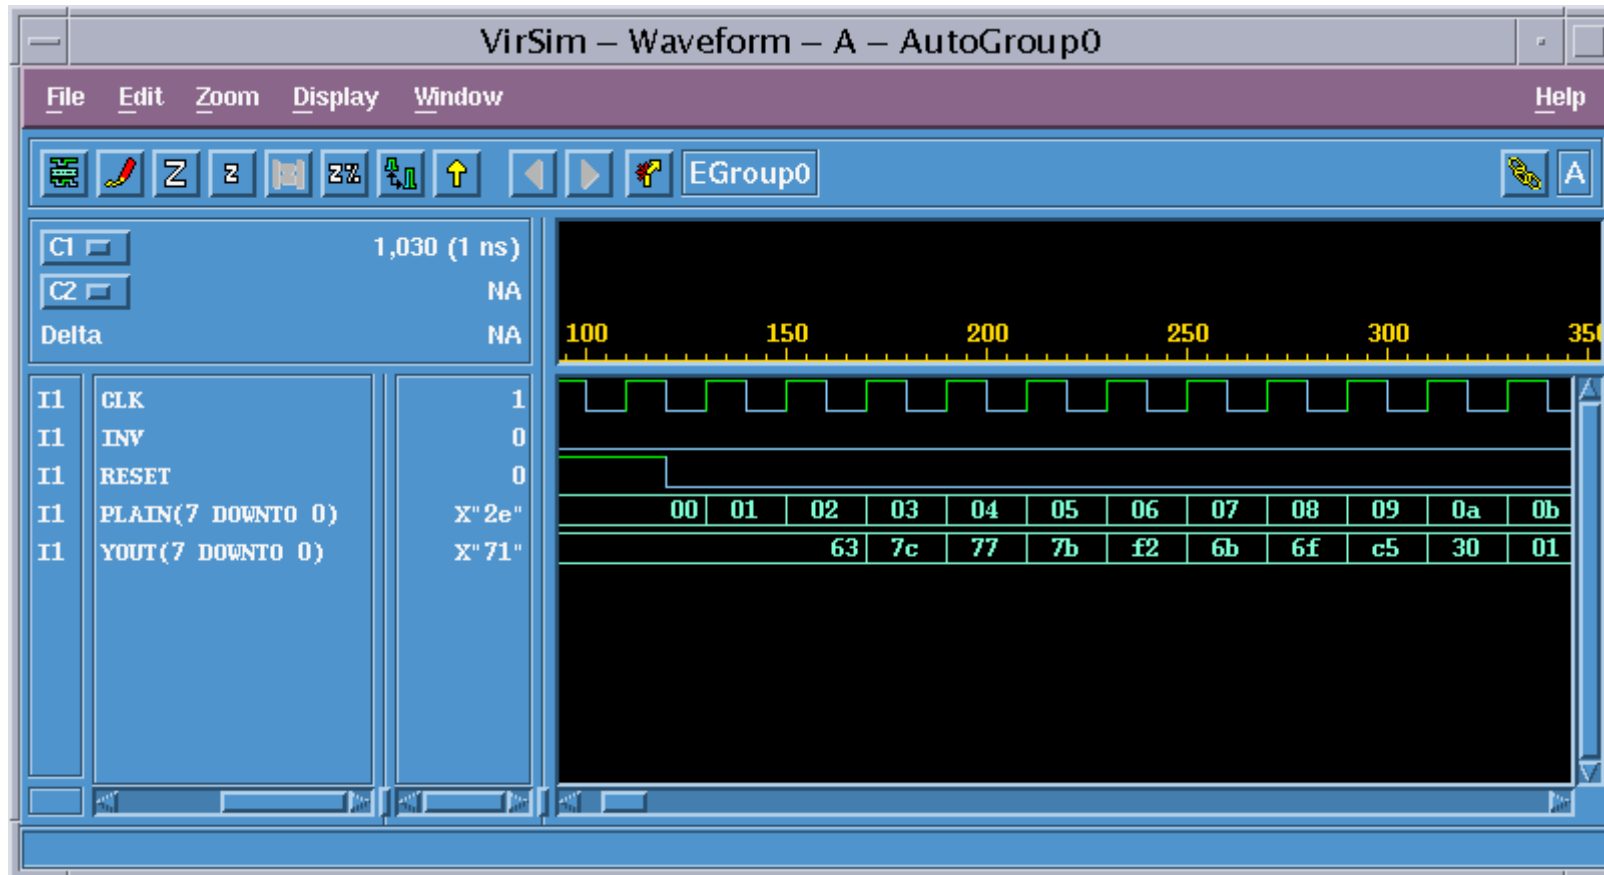 VirSim – Waveform – A – AutoGroup0
File Edit Zoom Display Window Help
Z z z% EGroup0 A
C1 1,030 (1 ns)
C2 NA
Delta NA
100 150 200 250 300 350
I1 CLK 1
I1 INV 0
I1 RESET 0
I1 PLAIN(7 DOWNTO 0) X"2e" 00 01 02 03 04 05 06 07 08 09 0a 0b
I1 YOUT(7 DOWNTO 0) X"71" 63 7c 77 7b f2 6b 6f c5 30 01